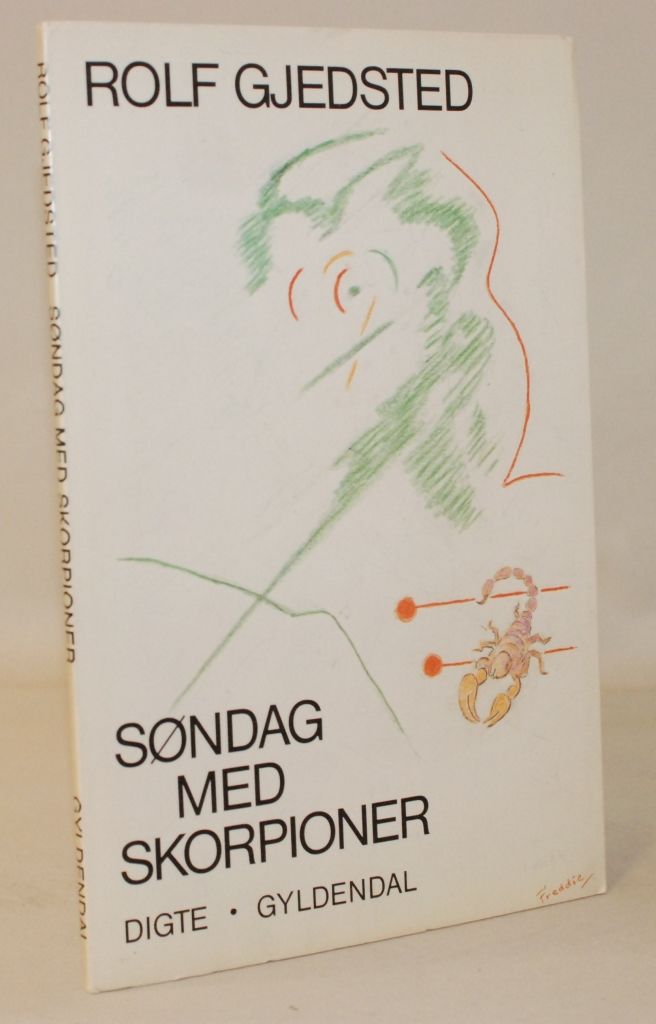 ROLF GJEDSTED
SØNDAG
MED
SKORPIONER
DIGTE • GYLDENDAL
Freddie
ROLF GJEDSTED SØNDAG MED SKORPIONER GYLDENDAL